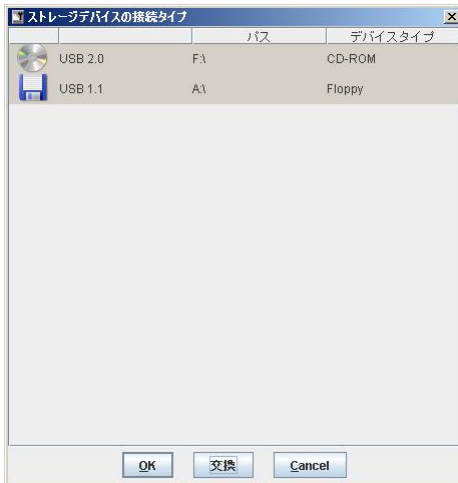 ストレージデバイスの接続タイプ
パス デバイスタイプ
USB 2.0 F:\ CD-ROM
USB 1.1 A:\ Floppy
OK 交換 Cancel